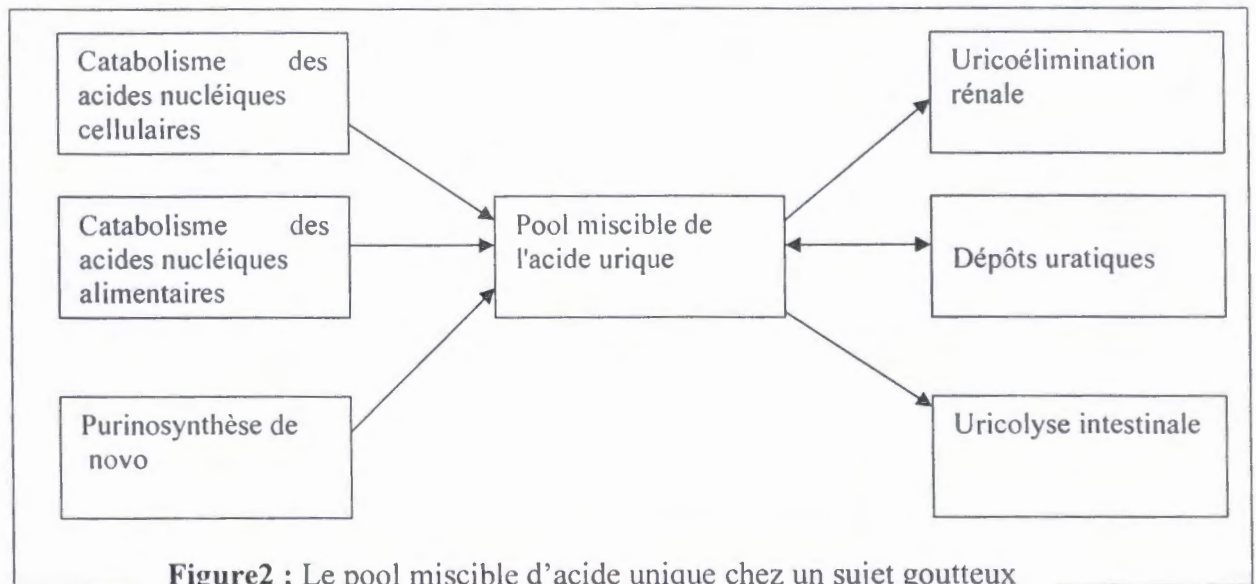 Catabolisme des
acides nucléiques
cellulaires
Catabolisme des
acides nucléiques
alimentaires
Purinosynthèse de
novo
Pool miscible de
l'acide urique
Uricoélimination
rénale
Dépôts uratiques
Uricolyse intestinale
Figure2 : Le pool miscible d'acide unique chez un sujet goutteux